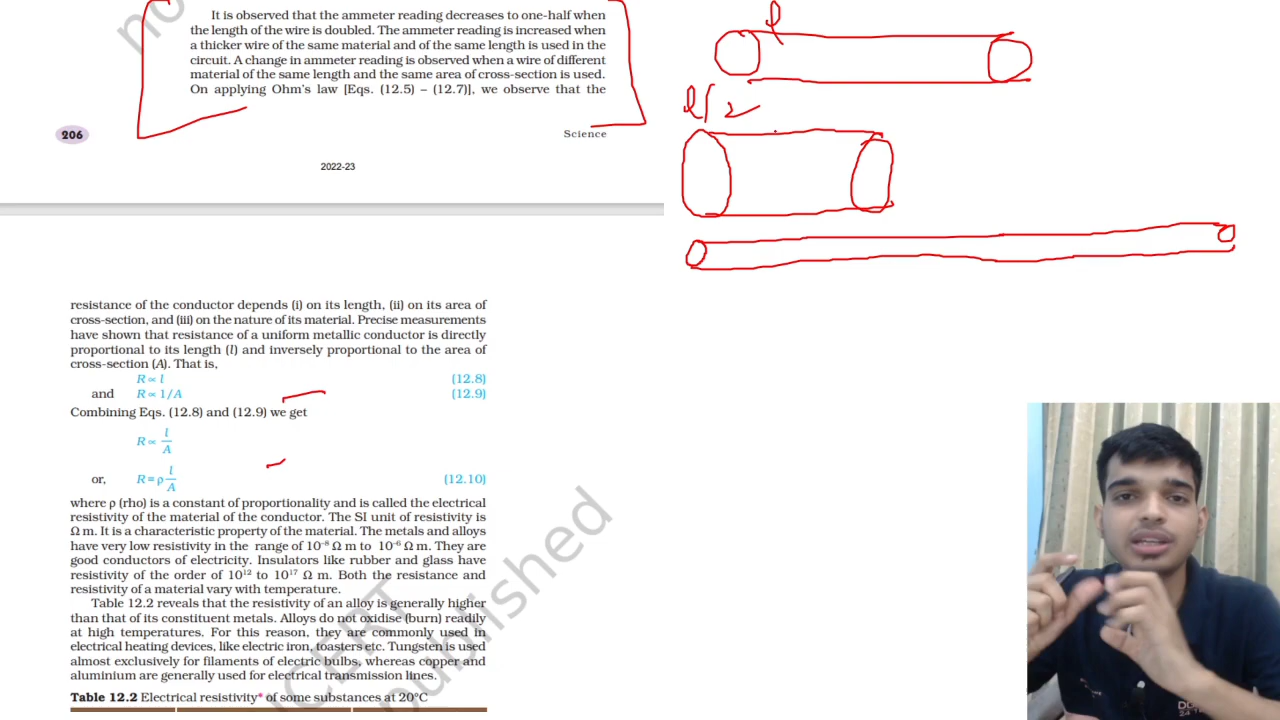 It is observed that the ammeter reading decreases to one-half when
the length of the wire is doubled. The ammeter reading is increased when
a thicker wire of the same material and of the same length is used in the
circuit. A change in ammeter reading is observed when a wire of different
material of the same length and the same area of cross-section is used.
On applying Ohm's law [Eqs. (12.5) – (12.7)], we observe that the
206
Science
2022-23
resistance of the conductor depends (i) on its length, (ii) on its area of
cross-section, and (iii) on the nature of its material. Precise measurements
have shown that resistance of a uniform metallic conductor is directly
proportional to its length (l) and inversely proportional to the area of
cross-section (A). That is,
R ∝ l (12.8)
and R ∝ 1/A (12.9)
Combining Eqs. (12.8) and (12.9) we get
R ∝ l/A
or, R = ρ l/A (12.10)
where ρ (rho) is a constant of proportionality and is called the electrical
resistivity of the material of the conductor. The SI unit of resistivity is
Ω m. It is a characteristic property of the material. The metals and alloys
have very low resistivity in the range of 10⁻⁸ Ω m to 10⁻⁶ Ω m. They are
good conductors of electricity. Insulators like rubber and glass have
resistivity of the order of 10¹² to 10¹⁷ Ω m. Both the resistance and
resistivity of a material vary with temperature.
Table 12.2 reveals that the resistivity of an alloy is generally higher
than that of its constituent metals. Alloys do not oxidise (burn) readily
at high temperatures. For this reason, they are commonly used in
electrical heating devices, like electric iron, toasters etc. Tungsten is used
almost exclusively for filaments of electric bulbs, whereas copper and
aluminium are generally used for electrical transmission lines.
Table 12.2 Electrical resistivity* of some substances at 20°C
no
NCERT
published
l
l/2